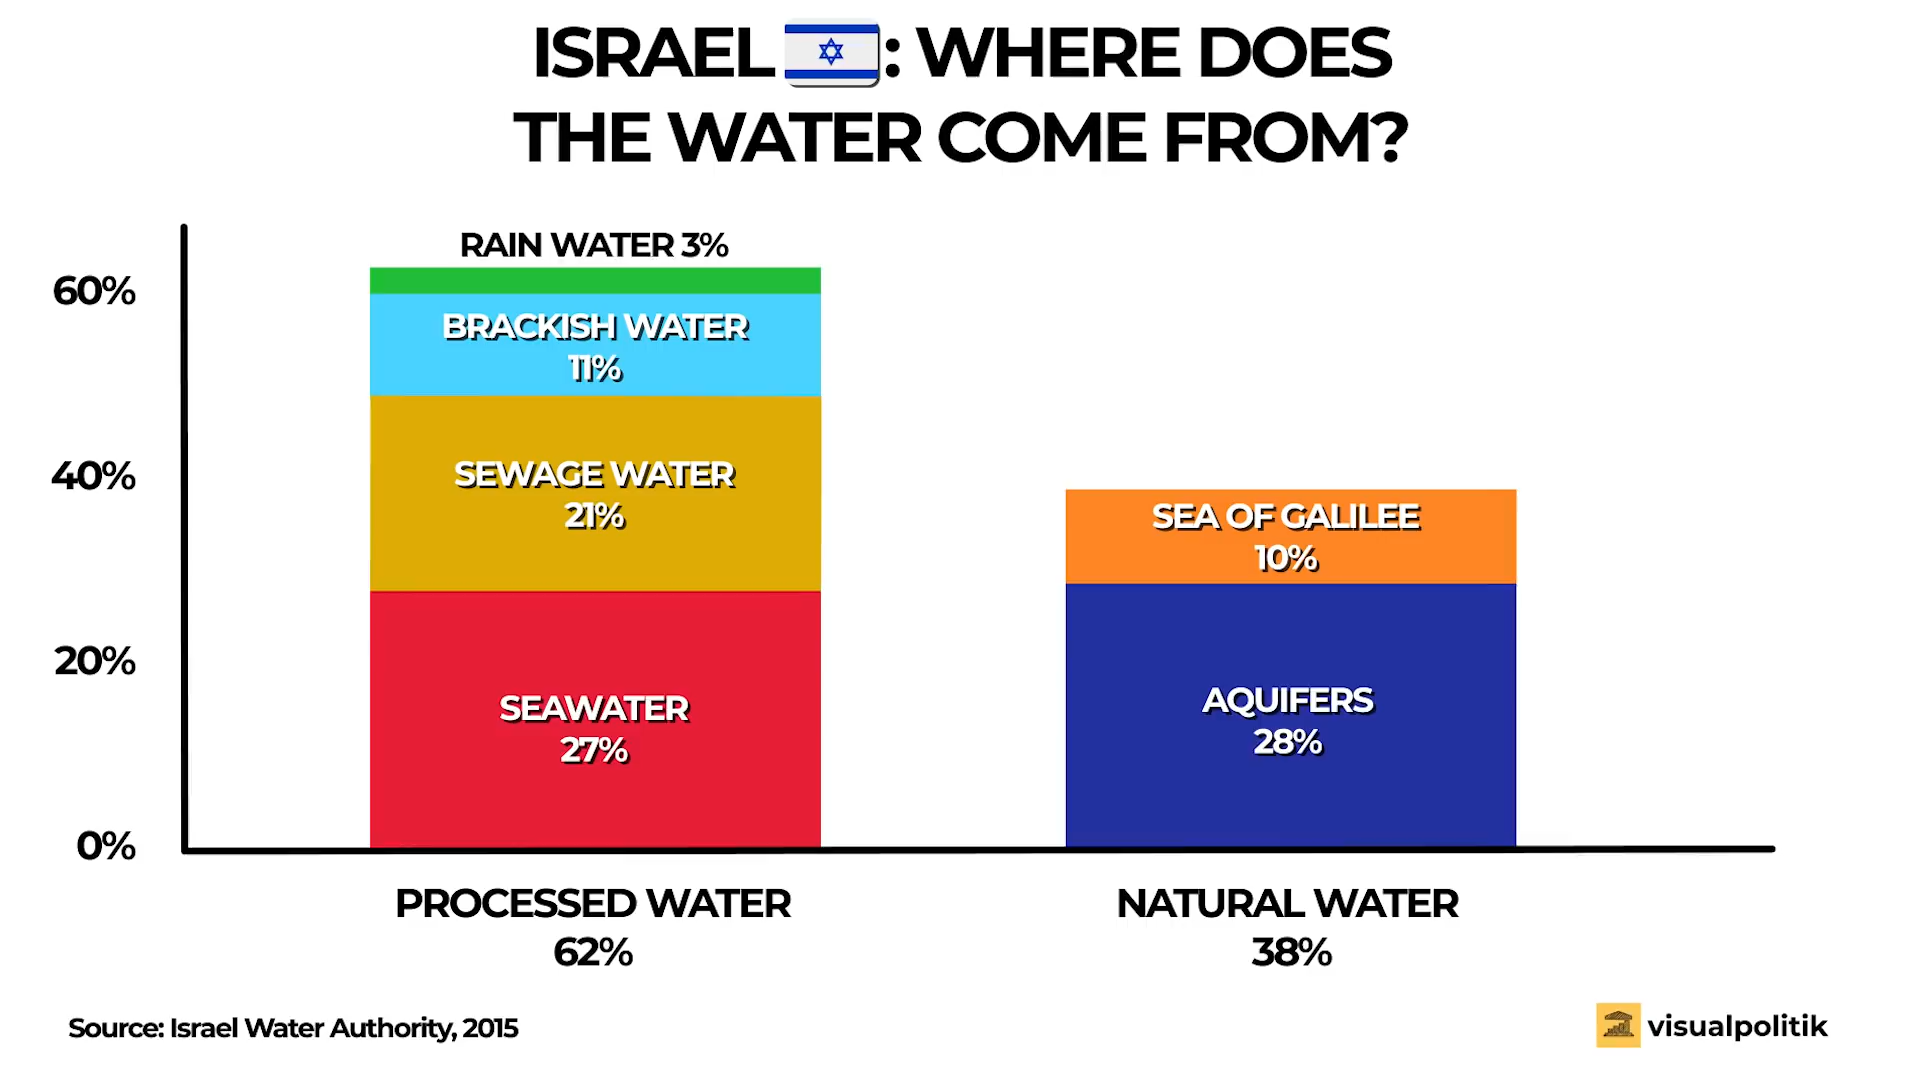 ISRAEL : WHERE DOES
THE WATER COME FROM?
RAIN WATER 3%
60%
BRACKISH WATER
11%
40%
SEWAGE WATER
21%
SEA OF GALILEE
10%
20%
SEAWATER
27%
AQUIFERS
28%
0%
PROCESSED WATER
62%
NATURAL WATER
38%
Source: Israel Water Authority, 2015
visualpolitik